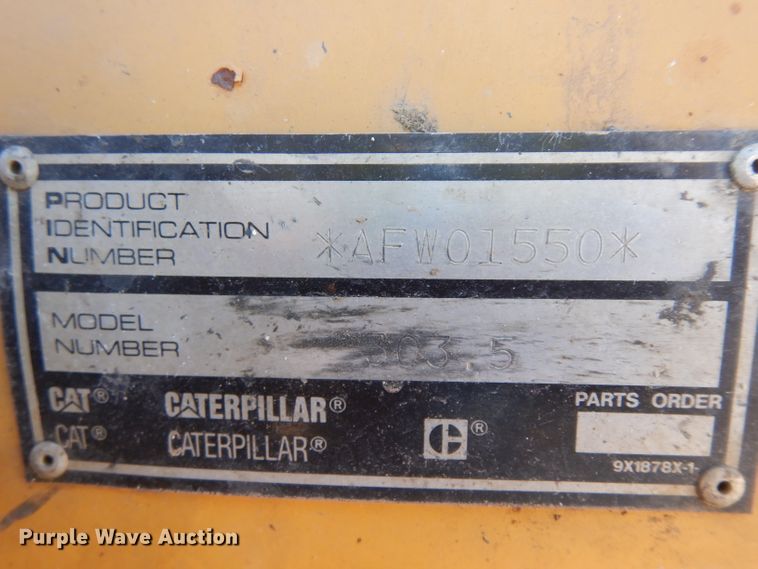 PRODUCT
IDENTIFICATION
NUMBER
*AFW01550*
MODEL
NUMBER
303.5
CAT® CATERPILLAR®
CAT® CATERPILLAR®
®
PARTS ORDER
9X1878X-1-
Purple Wave Auction